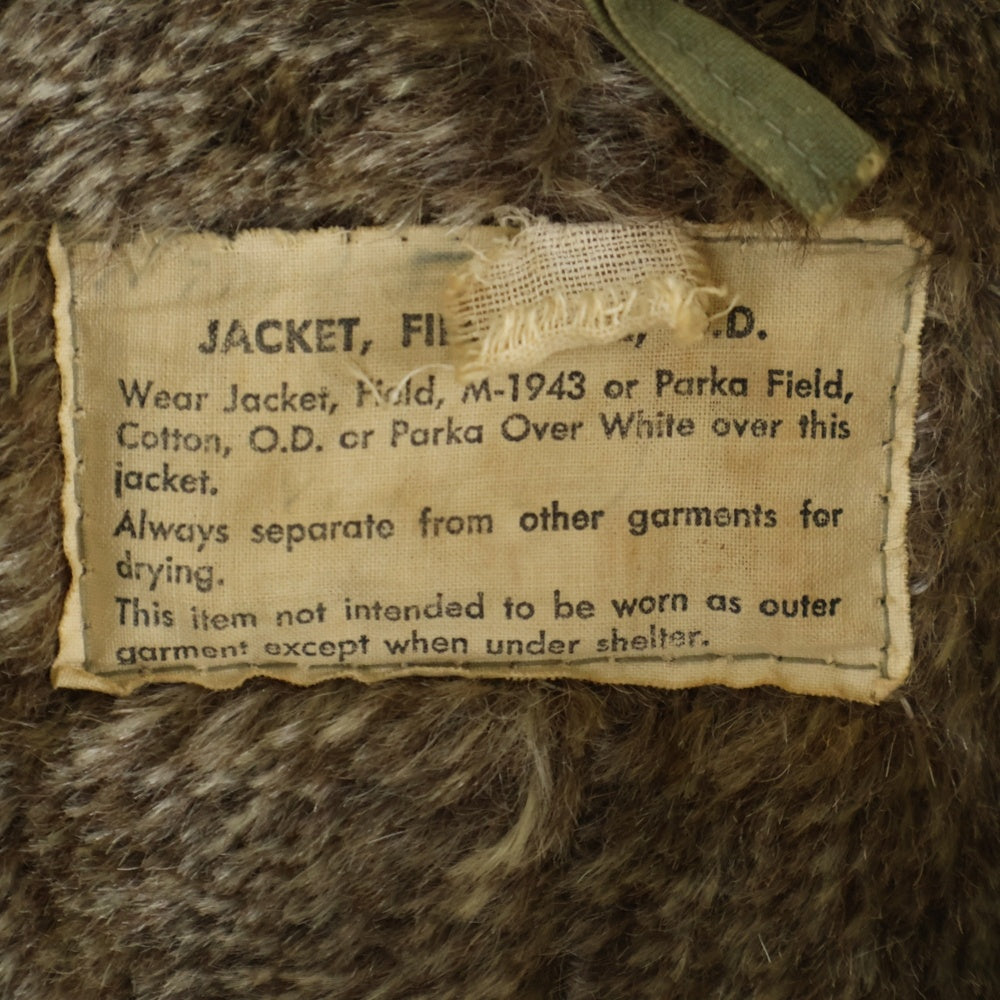 JACKET, O.D.
Wear Jacket, Field, M-1943 or Parka Field,
Cotton, O.D. or Parka Over White over this
jacket.
Always separate from other garments for
drying.
This item not intended to be worn as outer
garment except when under shelter.